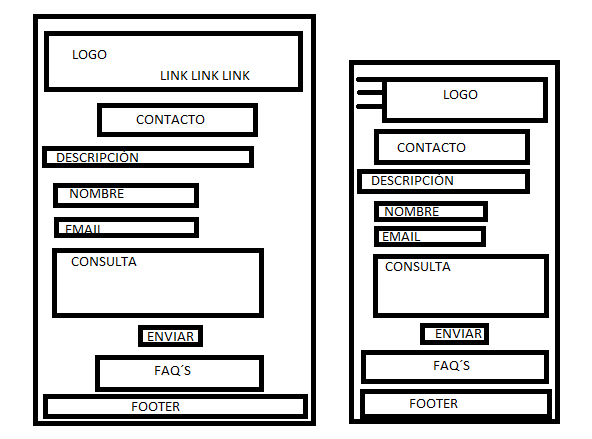 LOGO
LINK LINK LINK
CONTACTO
DESCRIPCIÓN
NOMBRE
EMAIL
CONSULTA
ENVIAR
FAQ´S
FOOTER
LOGO
CONTACTO
DESCRIPCIÓN
NOMBRE
EMAIL
CONSULTA
ENVIAR
FAQ´S
FOOTER